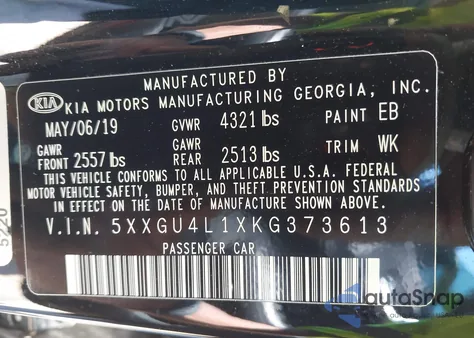 MANUFACTURED BY
KIA KIA MOTORS MANUFACTURING GEORGIA, INC.
MAY/06/19 GVWR 4321 lbs PAINT EB
GAWR FRONT 2557 lbs GAWR REAR 2513 lbs TRIM WK
THIS VEHICLE CONFORMS TO ALL APPLICABLE U.S.A. FEDERAL
MOTOR VEHICLE SAFETY, BUMPER, AND THEFT PREVENTION STANDARDS
IN EFFECT ON THE DATE OF MANUFACTURE SHOWN ABOVE.
V.I.N. 5XXGU4L1XKG373613
PASSENGER CAR
5220
autoSnap